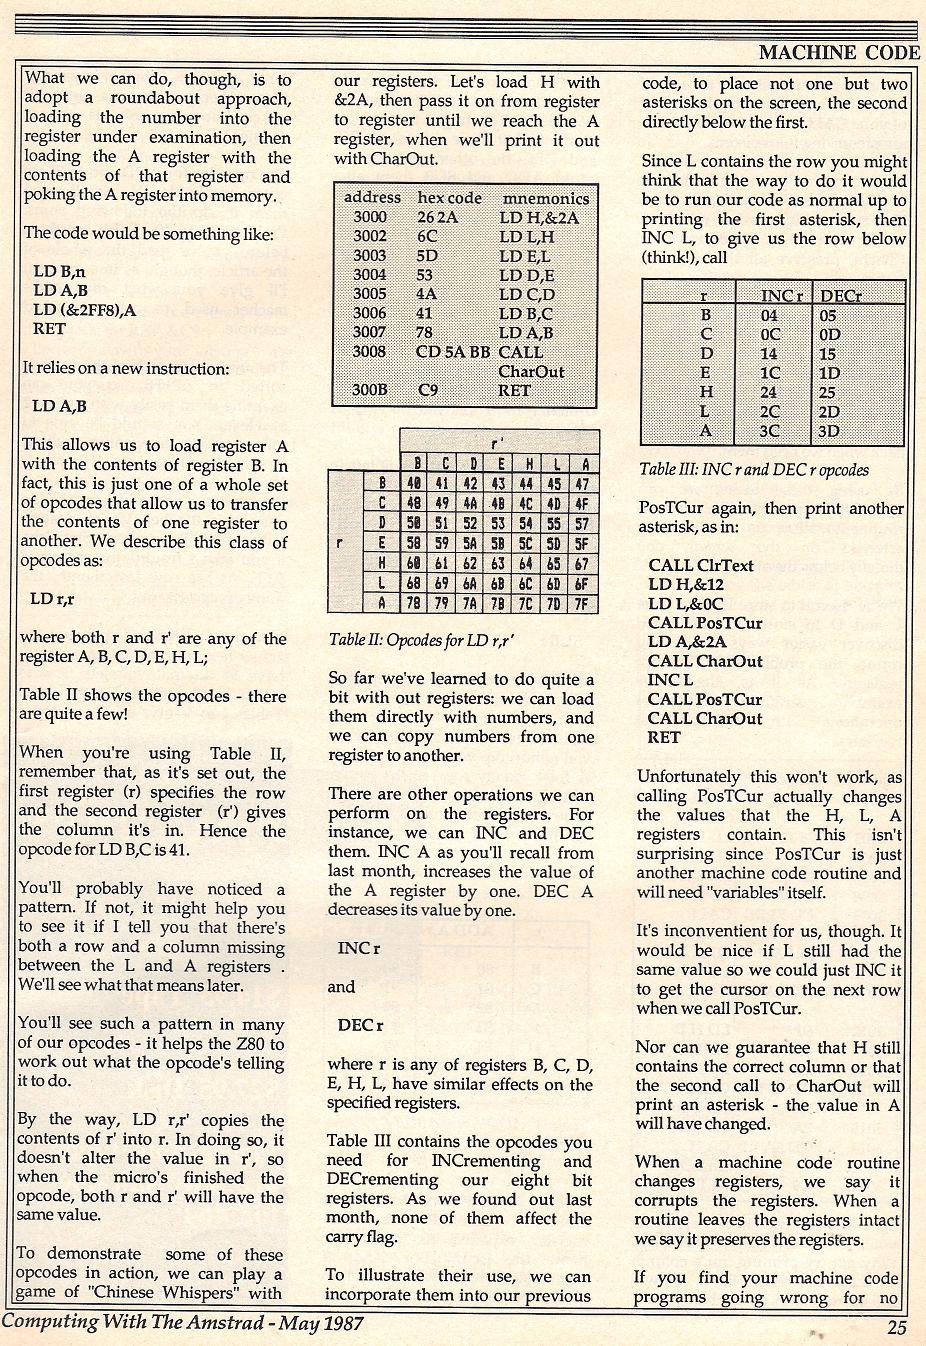 MACHINE CODE
What we can do, though, is to
adopt a roundabout approach,
loading the number into the
register under examination, then
loading the A register with the
contents of that register and
poking the A register into memory.
The code would be something like:
LD B,n
LD A,B
LD (&2FF8),A
RET
It relies on a new instruction:
LD A,B
This allows us to load register A
with the contents of register B. In
fact, this is just one of a whole set
of opcodes that allow us to transfer
the contents of one register to
another. We describe this class of
opcodes as:
LD r,r
where both r and r' are any of the
register A, B, C, D, E, H, L;
Table II shows the opcodes - there
are quite a few!
When you're using Table II,
remember that, as it's set out, the
first register (r) specifies the row
and the second register (r') gives
the column it's in. Hence the
opcode for LD B,C is 41.
You'll probably have noticed a
pattern. If not, it might help you
to see it if I tell you that there's
both a row and a column missing
between the L and A registers .
We'll see what that means later.
You'll see such a pattern in many
of our opcodes - it helps the Z80 to
work out what the opcode's telling
it to do.
By the way, LD r,r' copies the
contents of r' into r. In doing so, it
doesn't alter the value in r', so
when the micro's finished the
opcode, both r and r' will have the
same value.
To demonstrate some of these
opcodes in action, we can play a
game of "Chinese Whispers" with
our registers. Let's load H with
&2A, then pass it on from register
to register until we reach the A
register, when we'll print it out
with CharOut.
address hex code mnemonics
3000 26 2A LD H,&2A
3002 6C LD L,H
3003 5D LD E,L
3004 53 LD D,E
3005 4A LD C,D
3006 41 LD B,C
3007 78 LD A,B
3008 CD 5A BB CALL
CharOut
300B C9 RET
r'
B C D E H L A
B 40 41 42 43 44 45 47
C 48 49 4A 4B 4C 4D 4F
D 50 51 52 53 54 55 57
r E 58 59 5A 5B 5C 5D 5F
H 60 61 62 63 64 65 67
L 68 69 6A 6B 6C 6D 6F
A 78 79 7A 7B 7C 7D 7F
Table II: Opcodes for LD r,r'
So far we've learned to do quite a
bit with out registers: we can load
them directly with numbers, and
we can copy numbers from one
register to another.
There are other operations we can
perform on the registers. For
instance, we can INC and DEC
them. INC A as you'll recall from
last month, increases the value of
the A register by one. DEC A
decreases its value by one.
INC r
and
DEC r
where r is any of registers B, C, D,
E, H, L, have similar effects on the
specified registers.
Table III contains the opcodes you
need for INCrementing and
DECrementing our eight bit
registers. As we found out last
month, none of them affect the
carry flag.
To illustrate their use, we can
incorporate them into our previous
code, to place not one but two
asterisks on the screen, the second
directly below the first.
Since L contains the row you might
think that the way to do it would
be to run our code as normal up to
printing the first asterisk, then
INC L, to give us the row below
(think!), call
r INC r DECr
B 04 05
C 0C 0D
D 14 15
E 1C 1D
H 24 25
L 2C 2D
A 3C 3D
Table III: INC r and DEC r opcodes
PosTCur again, then print another
asterisk, as in:
CALL ClrText
LD H,&12
LD L,&0C
CALL PosTCur
LD A,&2A
CALL CharOut
INC L
CALL PosTCur
CALL CharOut
RET
Unfortunately this won't work, as
calling PosTCur actually changes
the values that the H, L, A
registers contain. This isn't
surprising since PosTCur is just
another machine code routine and
will need "variables" itself.
It's inconventient for us, though. It
would be nice if L still had the
same value so we could just INC it
to get the cursor on the next row
when we call PosTCur.
Nor can we guarantee that H still
contains the correct column or that
the second call to CharOut will
print an asterisk - the value in A
will have changed.
When a machine code routine
changes registers, we say it
corrupts the registers. When a
routine leaves the registers intact
we say it preserves the registers.
If you find your machine code
programs going wrong for no
Computing With The Amstrad - May 1987
25